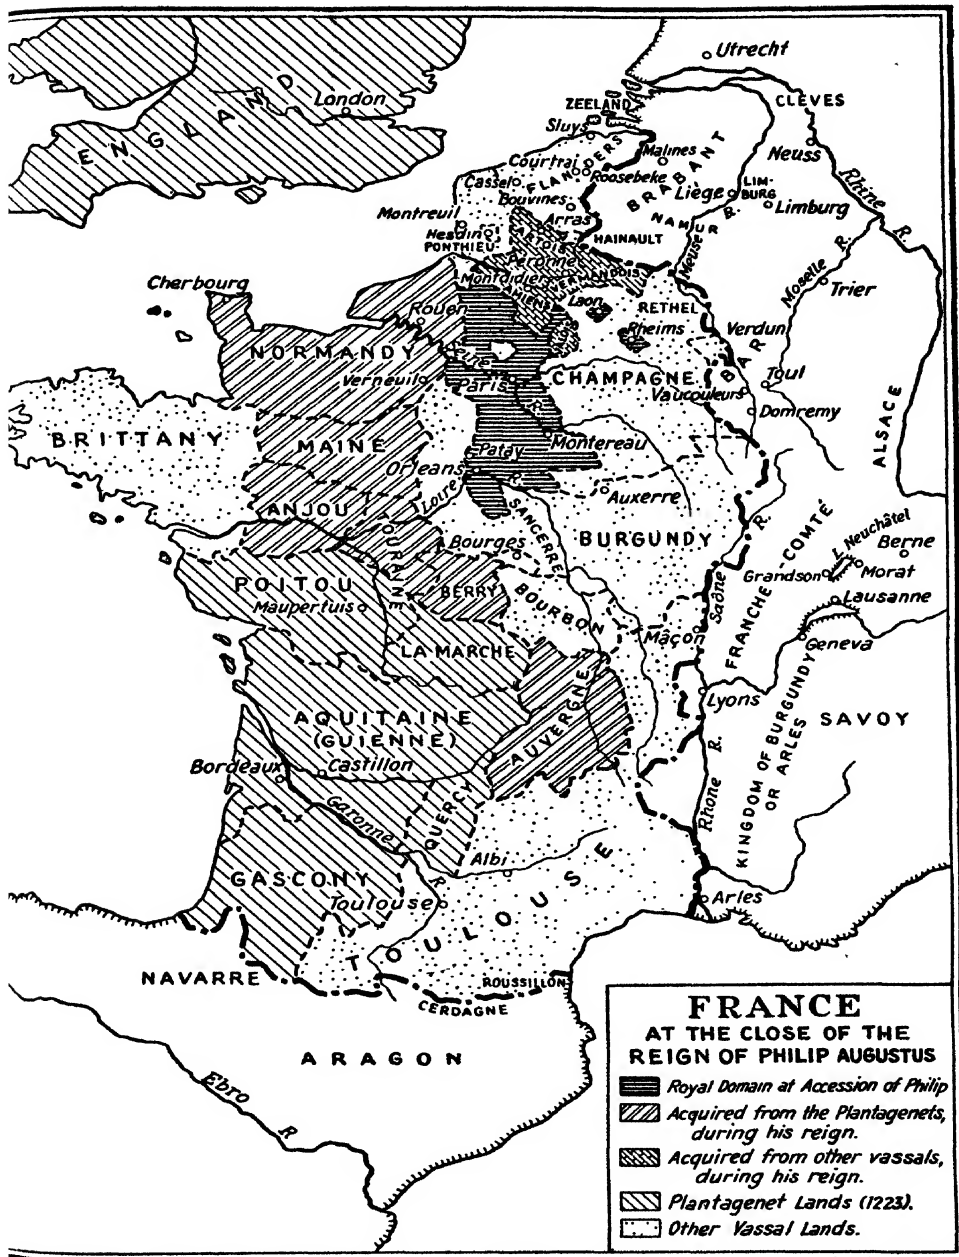 Utrecht
ENGLAND
London
ZEELAND
CLEVES
Sluys
Neuss
Courtrai
FLANDERS
Malines
Roosebeke
BRABANT
Cassel
Bouvines
Liège
LIM-
BURG
Limburg
Rhine R.
Montreuil
Arras
NAMUR
Hesdin
PONTHIEU
ARTOIS
HAINAULT
Meuse R.
Peronne
Montdidier
VERMANDOIS
AMIENS
Cherbourg
Moselle R.
Trier
Rouen
Laon
RETHEL
VALOIS
Rheims
Verdun
NORMANDY
BAR
Verneuil
Paris
CHAMPAGNE
Toul
Vaucouleurs
Domremy
R.
BRITTANY
MAINE
Patay
Montereau
ALSACE
Orleans
Loire R.
Auxerre
ANJOU
TOURAINE
SANCERRE
Bourges
BURGUNDY
R.
FRANCHE-COMTÉ
L. Neuchâtel
Berne
Grandson
Morat
POITOU
Maupertuis
BERRY
BOURBON
Saône
Lausanne
Mâcon
Geneva
LA MARCHE
Lyons
AQUITAINE
(GUIENNE)
AUVERGNE
SAVOY
Bordeaux
Castillon
KINGDOM OF BURGUNDY
OR ARLES
Rhone R.
Garonne R.
QUERCY
Albi
GASCONY
Toulouse
TOULOUSE
Arles
NAVARRE
ROUSSILLON
CERDAGNE
ARAGON
Ebro R
FRANCE
AT THE CLOSE OF THE
REIGN OF PHILIP AUGUSTUS
Royal Domain at Accession of Philip
Acquired from the Plantagenets,
during his reign.
Acquired from other vassals,
during his reign.
Plantagenet Lands (1223).
Other Vassal Lands.